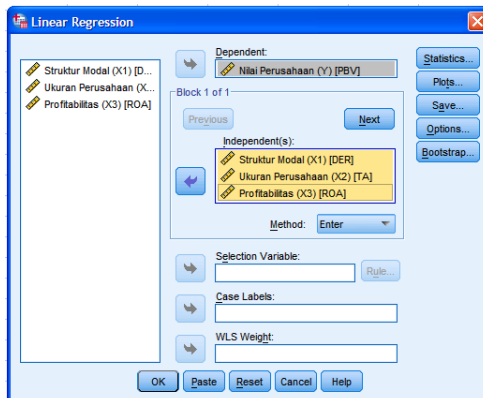 Linear Regression
Struktur Modal (X1) [D...
Ukuran Perusahaan (X...
Profitabilitas (X3) [ROA]
Dependent:
Nilai Perusahaan (Y) [PBV]
Block 1 of 1
Previous
Next
Independent(s):
Struktur Modal (X1) [DER]
Ukuran Perusahaan (X2) [TA]
Profitabilitas (X3) [ROA]
Method:
Enter
Selection Variable:
Rule...
Case Labels:
WLS Weight:
Statistics...
Plots...
Save...
Options...
Bootstrap...
OK
Paste
Reset
Cancel
Help